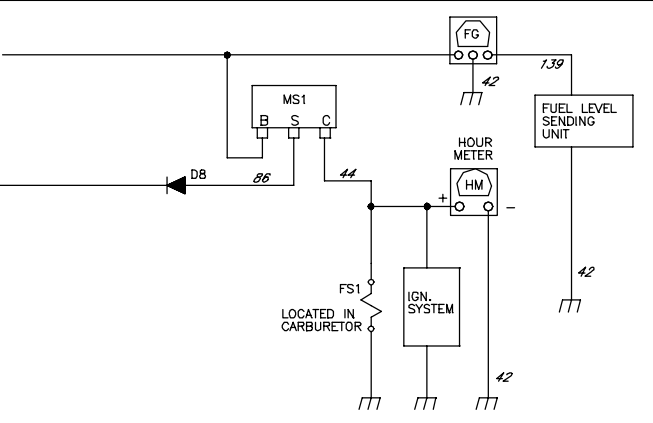 FG
139
42
MS1
B S C
FUEL LEVEL
SENDING
UNIT
HOUR
METER
D8
86
44
HM
+
−
42
FS1
LOCATED IN
CARBURETOR
IGN.
SYSTEM
42